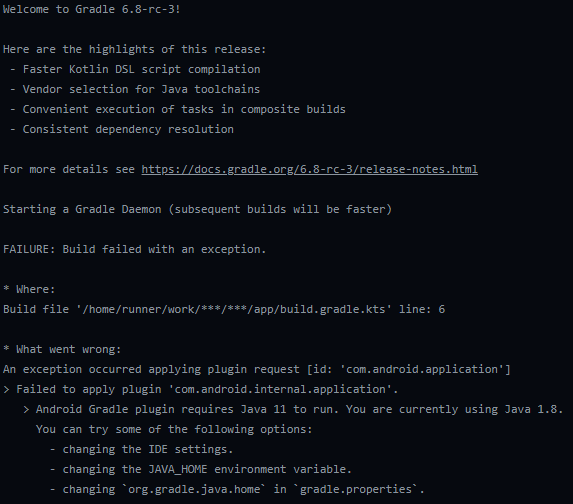 Welcome to Gradle 6.8-rc-3!
Here are the highlights of this release:
- Faster Kotlin DSL script compilation
- Vendor selection for Java toolchains
- Convenient execution of tasks in composite builds
- Consistent dependency resolution
For more details see https://docs.gradle.org/6.8-rc-3/release-notes.html
Starting a Gradle Daemon (subsequent builds will be faster)
FAILURE: Build failed with an exception.
* Where:
Build file '/home/runner/work/***/***/app/build.gradle.kts' line: 6
* What went wrong:
An exception occurred applying plugin request [id: 'com.android.application']
> Failed to apply plugin 'com.android.internal.application'.
> Android Gradle plugin requires Java 11 to run. You are currently using Java 1.8.
You can try some of the following options:
- changing the IDE settings.
- changing the JAVA_HOME environment variable.
- changing `org.gradle.java.home` in `gradle.properties`.